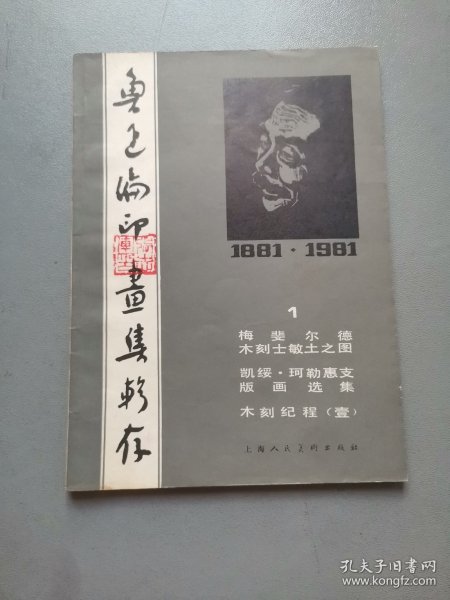 鲁迅编印画集辑存
1881·1981
1
梅斐尔德
木刻士敏土之图
凯绥·珂勒惠支
版画选集
木刻纪程(壹)
上海人民美术出版社
孔夫子旧书网
www.kongfz.com